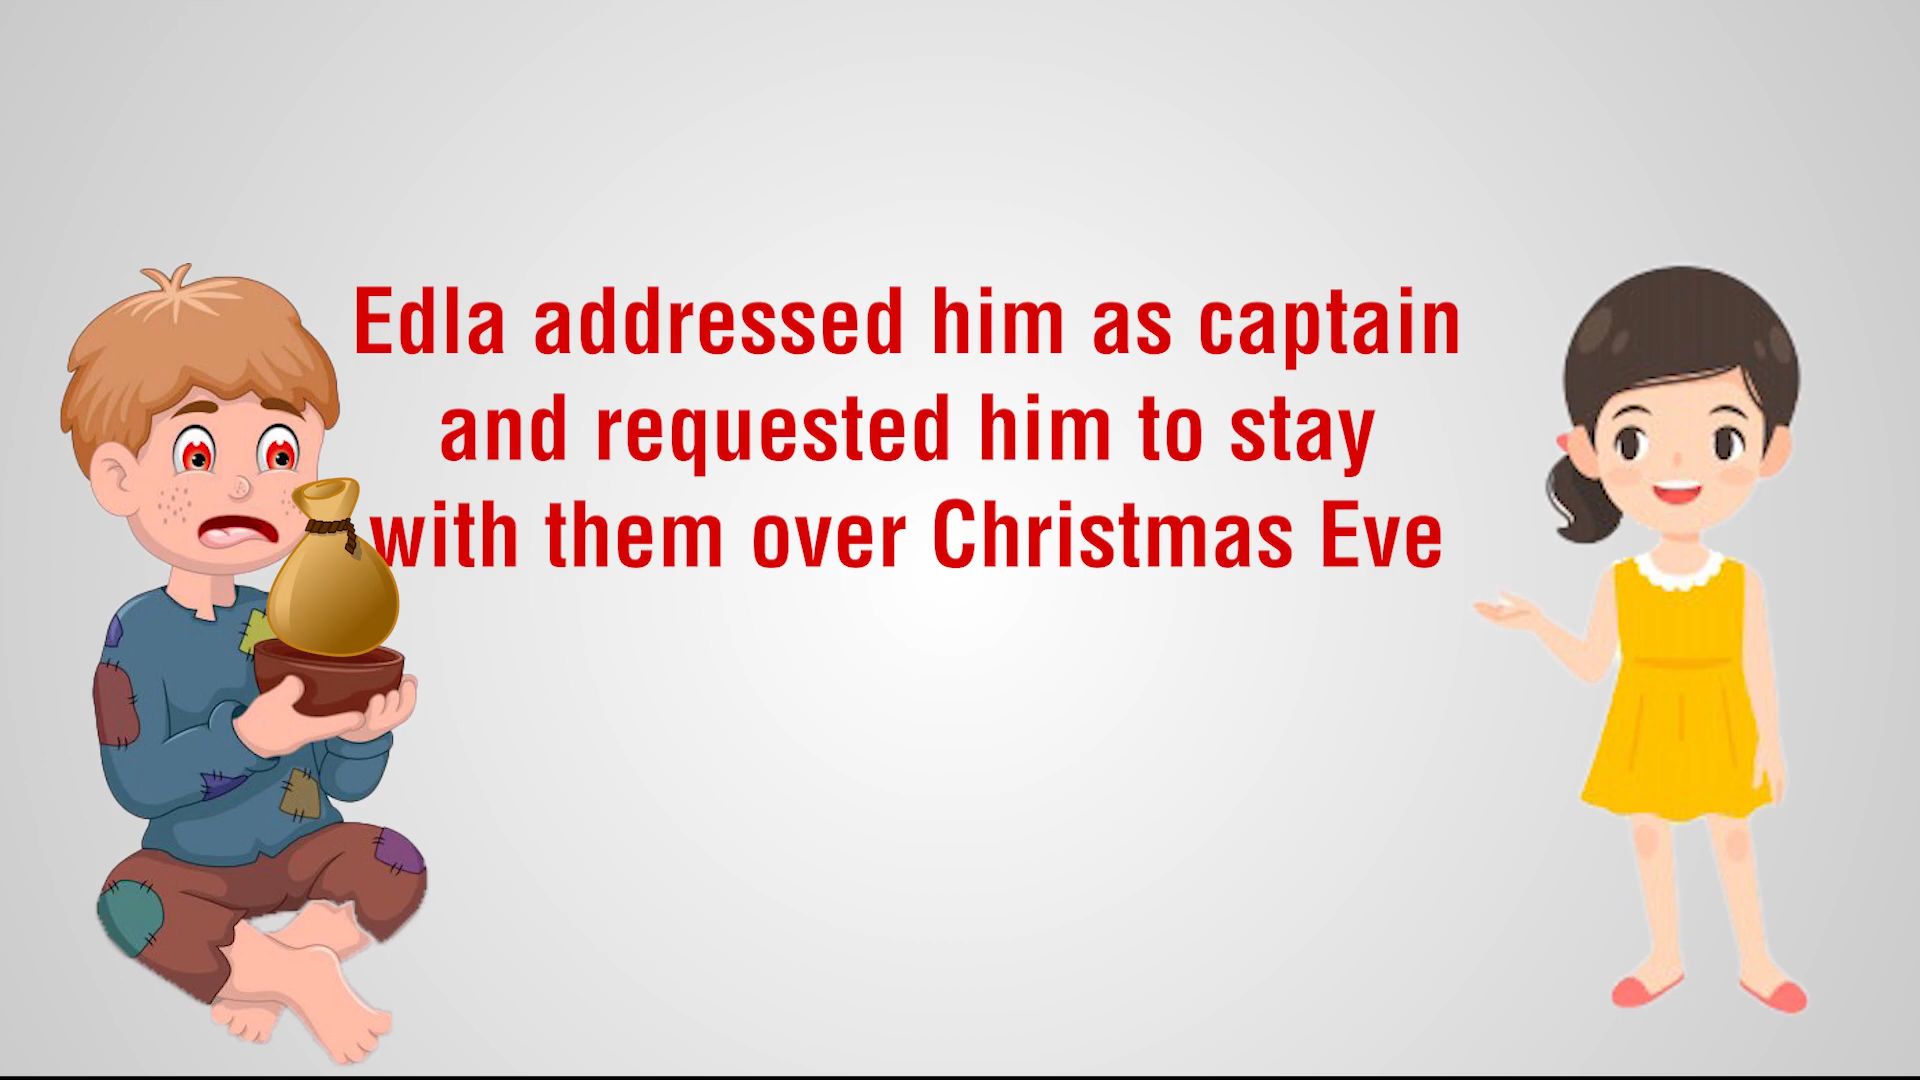 Edla addressed him as captain
and requested him to stay
with them over Christmas Eve